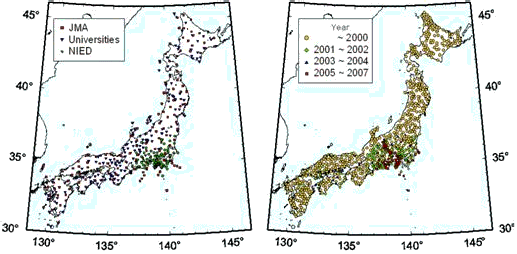 45°
JMA
Universities
NIED
40°
35°
30°
130°
135°
140°
145°
45°
Year
~ 2000
2001 ~ 2002
2003 ~ 2004
2005 ~ 2007
40°
35°
30°
130°
135°
140°
145°